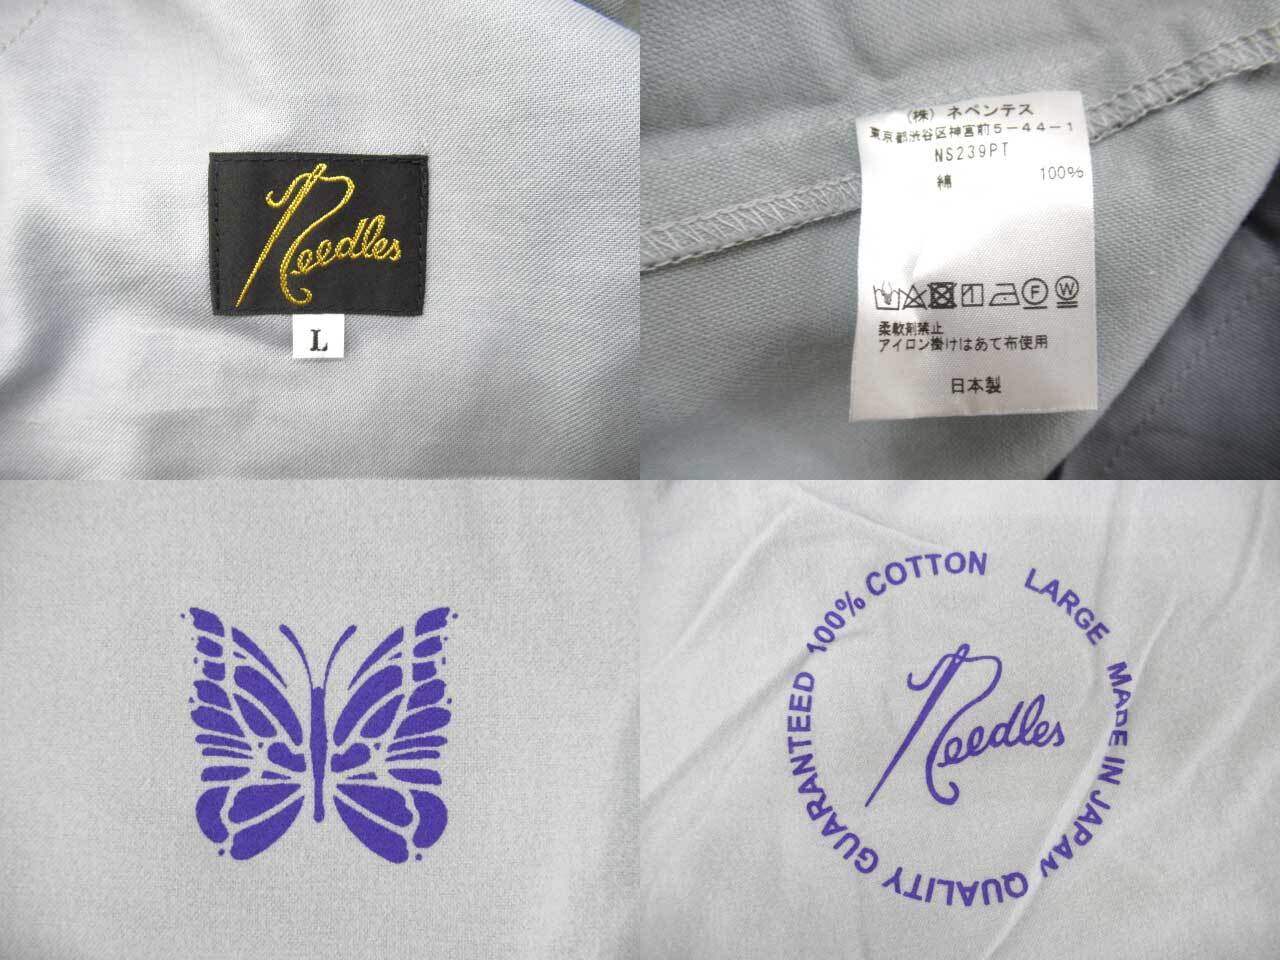 Needles
L
(株) ネペンテス
東京都渋谷区神宮前5-44-1
NS239PT
綿 100%
F W
柔軟剤禁止
アイロン掛けはあて布使用
日本製
100% COTTON LARGE MADE IN JAPAN QUALITY GUARANTEED
Needles